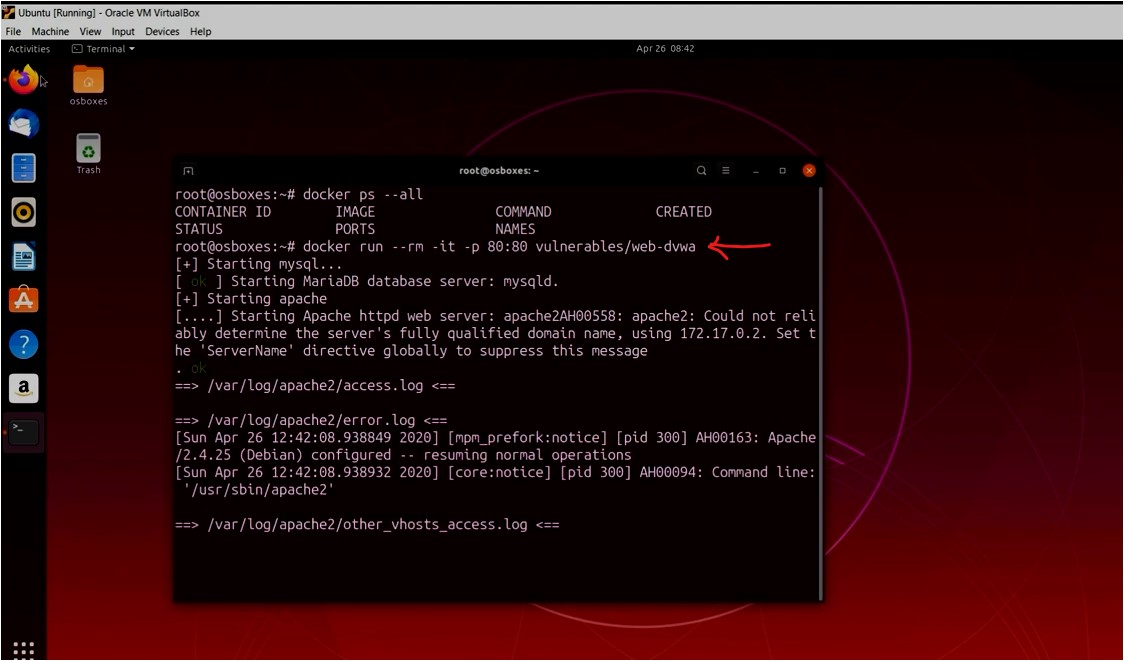 Ubuntu [Running] - Oracle VM VirtualBox
File Machine View Input Devices Help
Activities Terminal Apr 26 08:42
osboxes
Trash
root@osboxes: ~
root@osboxes:~# docker ps --all
CONTAINER ID IMAGE COMMAND CREATED
STATUS PORTS NAMES
root@osboxes:~# docker run --rm -it -p 80:80 vulnerables/web-dvwa
[+] Starting mysql...
[ ok ] Starting MariaDB database server: mysqld.
[+] Starting apache
[....] Starting Apache httpd web server: apache2AH00558: apache2: Could not reli
ably determine the server's fully qualified domain name, using 172.17.0.2. Set t
he 'ServerName' directive globally to suppress this message
. ok
==> /var/log/apache2/access.log <==
==> /var/log/apache2/error.log <==
[Sun Apr 26 12:42:08.938849 2020] [mpm_prefork:notice] [pid 300] AH00163: Apache
/2.4.25 (Debian) configured -- resuming normal operations
[Sun Apr 26 12:42:08.938932 2020] [core:notice] [pid 300] AH00094: Command line:
'/usr/sbin/apache2'
==> /var/log/apache2/other_vhosts_access.log <==